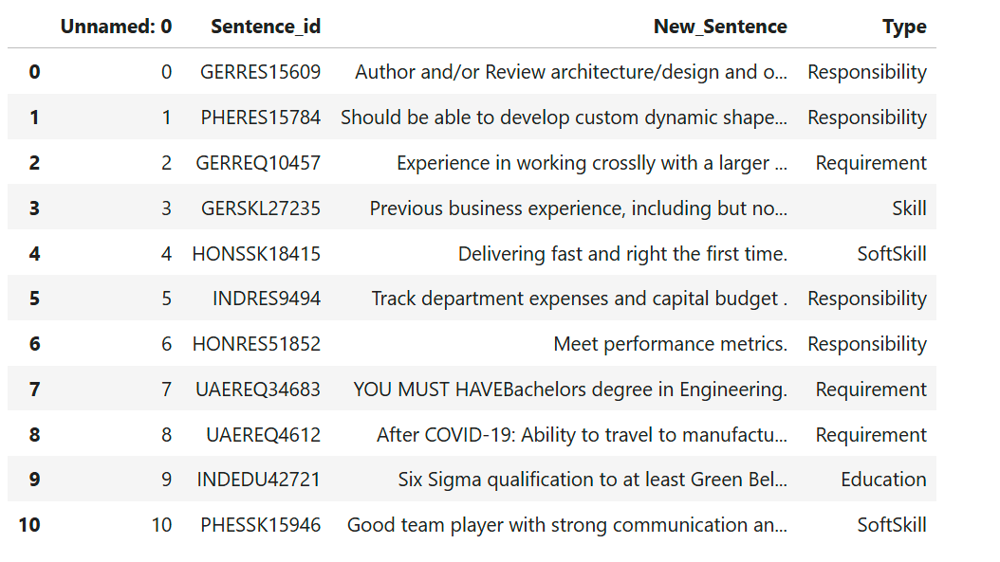 Unnamed: 0 Sentence_id New_Sentence Type
0 0 GERRES15609 Author and/or Review architecture/design and o... Responsibility
1 1 PHERES15784 Should be able to develop custom dynamic shape... Responsibility
2 2 GERREQ10457 Experience in working crosslly with a larger ... Requirement
3 3 GERSKL27235 Previous business experience, including but no... Skill
4 4 HONSSK18415 Delivering fast and right the first time. SoftSkill
5 5 INDRES9494 Track department expenses and capital budget . Responsibility
6 6 HONRES51852 Meet performance metrics. Responsibility
7 7 UAEREQ34683 YOU MUST HAVEBachelors degree in Engineering. Requirement
8 8 UAEREQ4612 After COVID-19: Ability to travel to manufactu... Requirement
9 9 INDEDU42721 Six Sigma qualification to at least Green Bel... Education
10 10 PHESSK15946 Good team player with strong communication an... SoftSkill